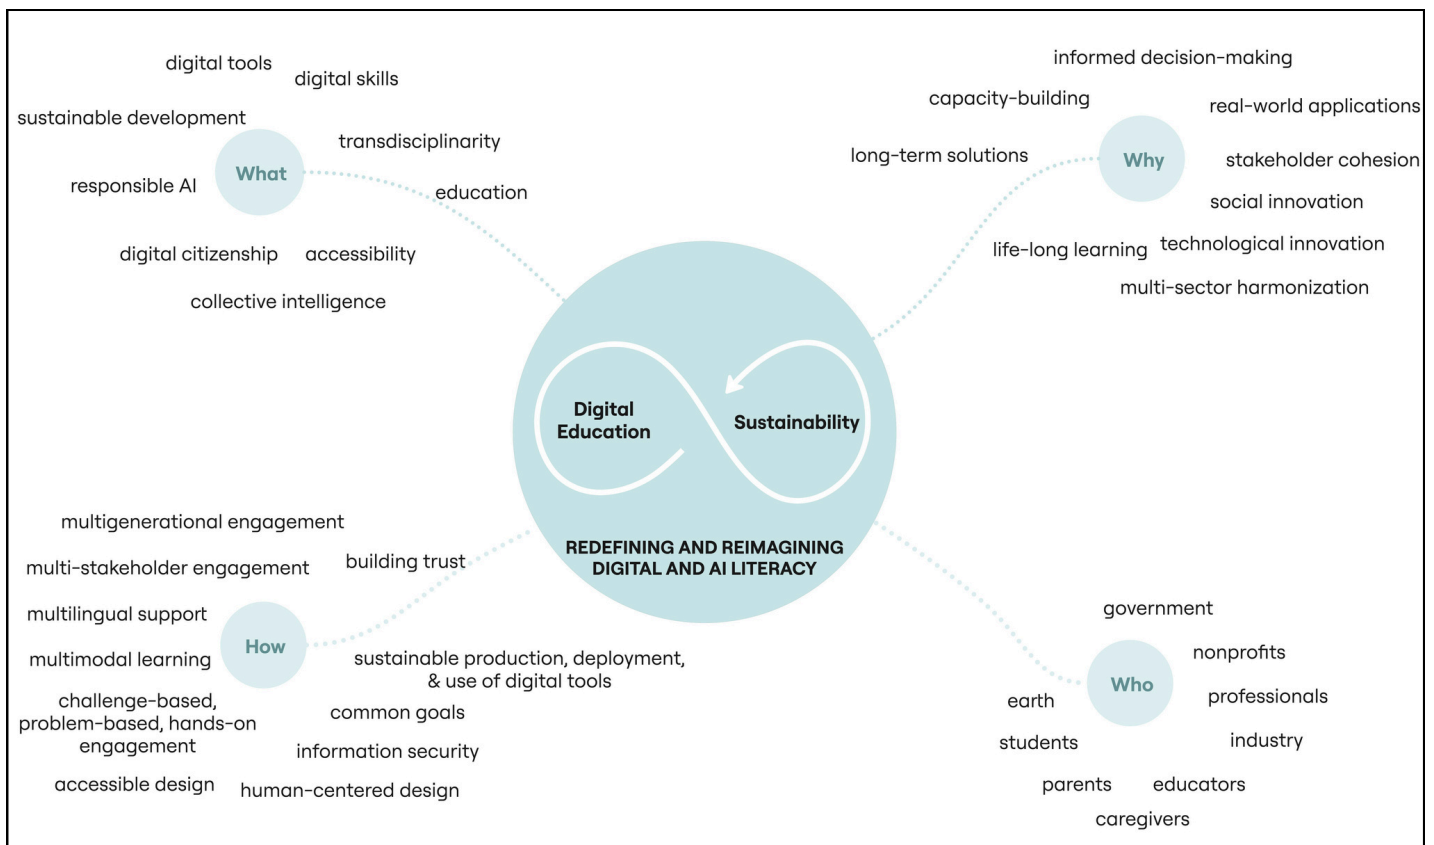 digital tools
digital skills
sustainable development
transdisciplinarity
What
responsible AI
education
digital citizenship
accessibility
collective intelligence
informed decision-making
capacity-building
real-world applications
long-term solutions
Why
stakeholder cohesion
social innovation
life-long learning
technological innovation
multi-sector harmonization
Digital
Education
Sustainability
REDEFINING AND REIMAGINING
DIGITAL AND AI LITERACY
multigenerational engagement
building trust
multi-stakeholder engagement
multilingual support
How
multimodal learning
sustainable production, deployment,
& use of digital tools
challenge-based,
problem-based, hands-on
engagement
common goals
information security
accessible design
human-centered design
government
nonprofits
Who
earth
professionals
students
industry
parents
educators
caregivers